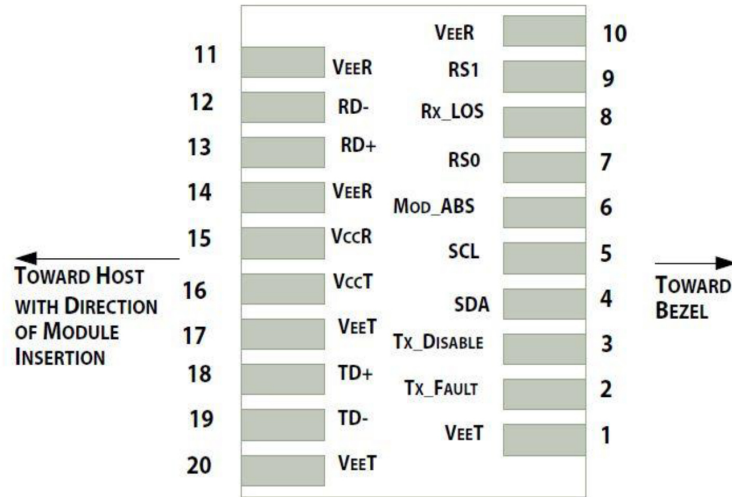 11 VEER
12 RD-
13 RD+
14 VEER
15 VCCR
16 VCCT
17 VEET
18 TD+
19 TD-
20 VEET
VEER 10
RS1 9
RX_LOS 8
RS0 7
MOD_ABS 6
SCL 5
SDA 4
TX_DISABLE 3
TX_FAULT 2
VEET 1
TOWARD HOST
WITH DIRECTION
OF MODULE
INSERTION
TOWARD
BEZEL